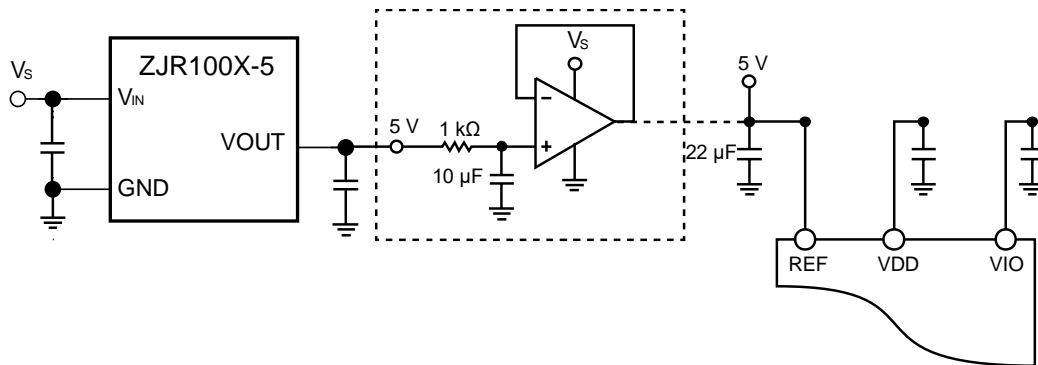 ZJR100X-5
VS
VIN
VOUT
GND
5 V
1 kΩ
10 µF
VS
−
+
5 V
22 µF
REF
VDD
VIO